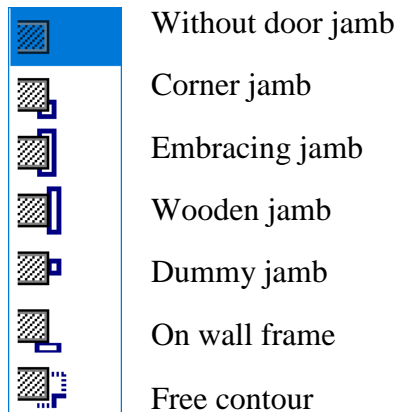 Without door jamb
Corner jamb
Embracing jamb
Wooden jamb
Dummy jamb
On wall frame
Free contour